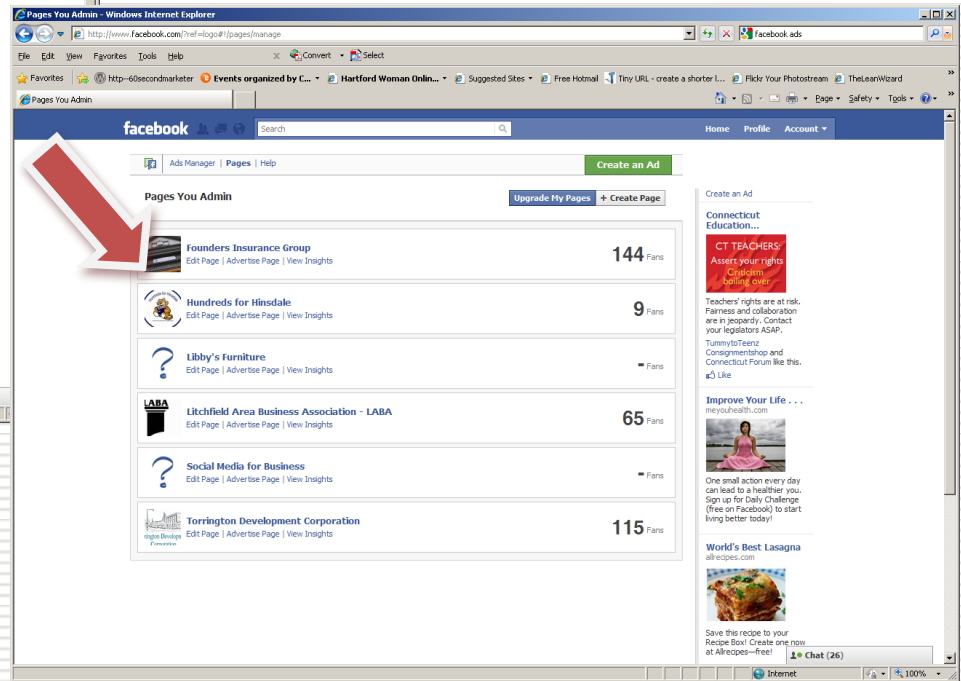 Pages You Admin - Windows Internet Explorer
http://www.facebook.com/?ref=logo#!/pages/manage
facebook ads
File Edit View Favorites Tools Help x Convert Select
Favorites http--60secondmarketer Events organized by C... Hartford Woman Onlin... Suggested Sites Free Hotmail Tiny URL - create a shorter l... Flickr Your Photostream TheLeanWizard »
Pages You Admin
Page Safety Tools »
facebook Search Home Profile Account
Ads Manager | Pages | Help Create an Ad
Pages You Admin
Upgrade My Pages + Create Page
Founders Insurance Group
Edit Page | Advertise Page | View Insights
144 Fans
Hundreds for Hinsdale
Edit Page | Advertise Page | View Insights
9 Fans
?
Libby's Furniture
Edit Page | Advertise Page | View Insights
- Fans
LABA
Litchfield Area Business Association - LABA
Edit Page | Advertise Page | View Insights
65 Fans
?
Social Media for Business
Edit Page | Advertise Page | View Insights
- Fans
Torrington Development Corporation
Edit Page | Advertise Page | View Insights
115 Fans
rington Develop
Corporation
Create an Ad
Connecticut
Education...
CT TEACHERS:
Assert your rights
Criticism
boiling over
Teachers' rights are at risk.
Fairness and collaboration
are in jeopardy. Contact
your legislators ASAP.
TummytoTeenz
Consignmentshop and
Connecticut Forum like this.
Like
Improve Your Life . . .
meyouhealth.com
One small action every day
can lead to a healthier you.
Sign up for Daily Challenge
(free on Facebook) to start
living better today!
World's Best Lasagna
allrecipes.com
Save this recipe to your
Recipe Box! Create one now
at Allrecipes—free!
Chat (26)
Internet 100%